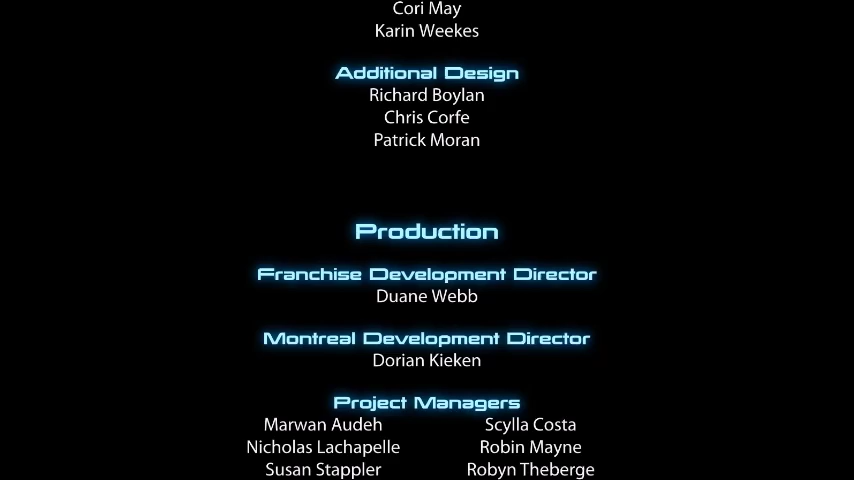 Cori May
Karin Weekes
Additional Design
Richard Boylan
Chris Corfe
Patrick Moran
Production
Franchise Development Director
Duane Webb
Montreal Development Director
Dorian Kieken
Project Managers
Marwan Audeh Scylla Costa
Nicholas Lachapelle Robin Mayne
Susan Stappler Robyn Theberge